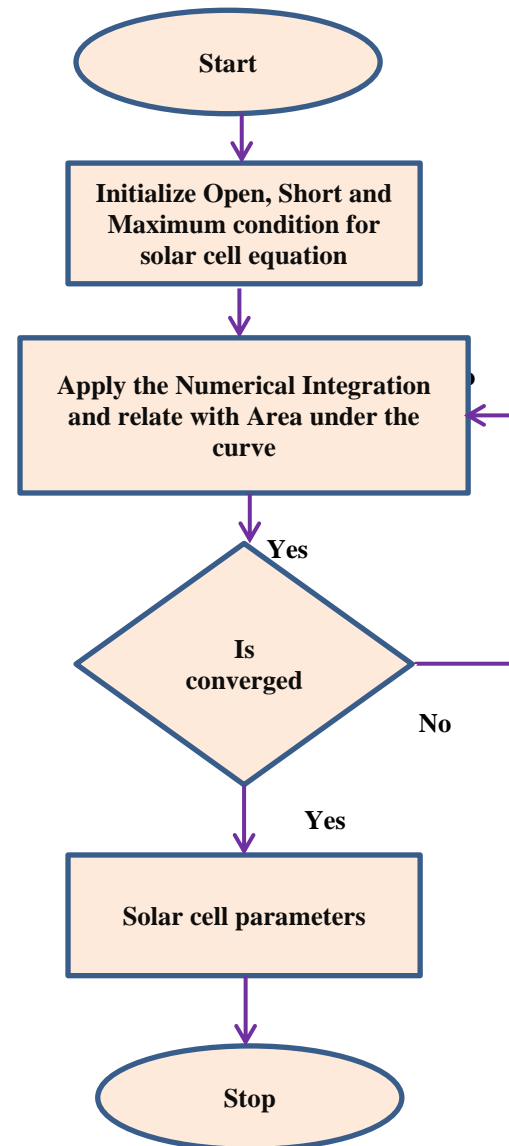 Start
Initialize Open, Short and
Maximum condition for
solar cell equation
Apply the Numerical Integration
and relate with Area under the
curve
Yes
Is
converged
No
Yes
Solar cell parameters
Stop